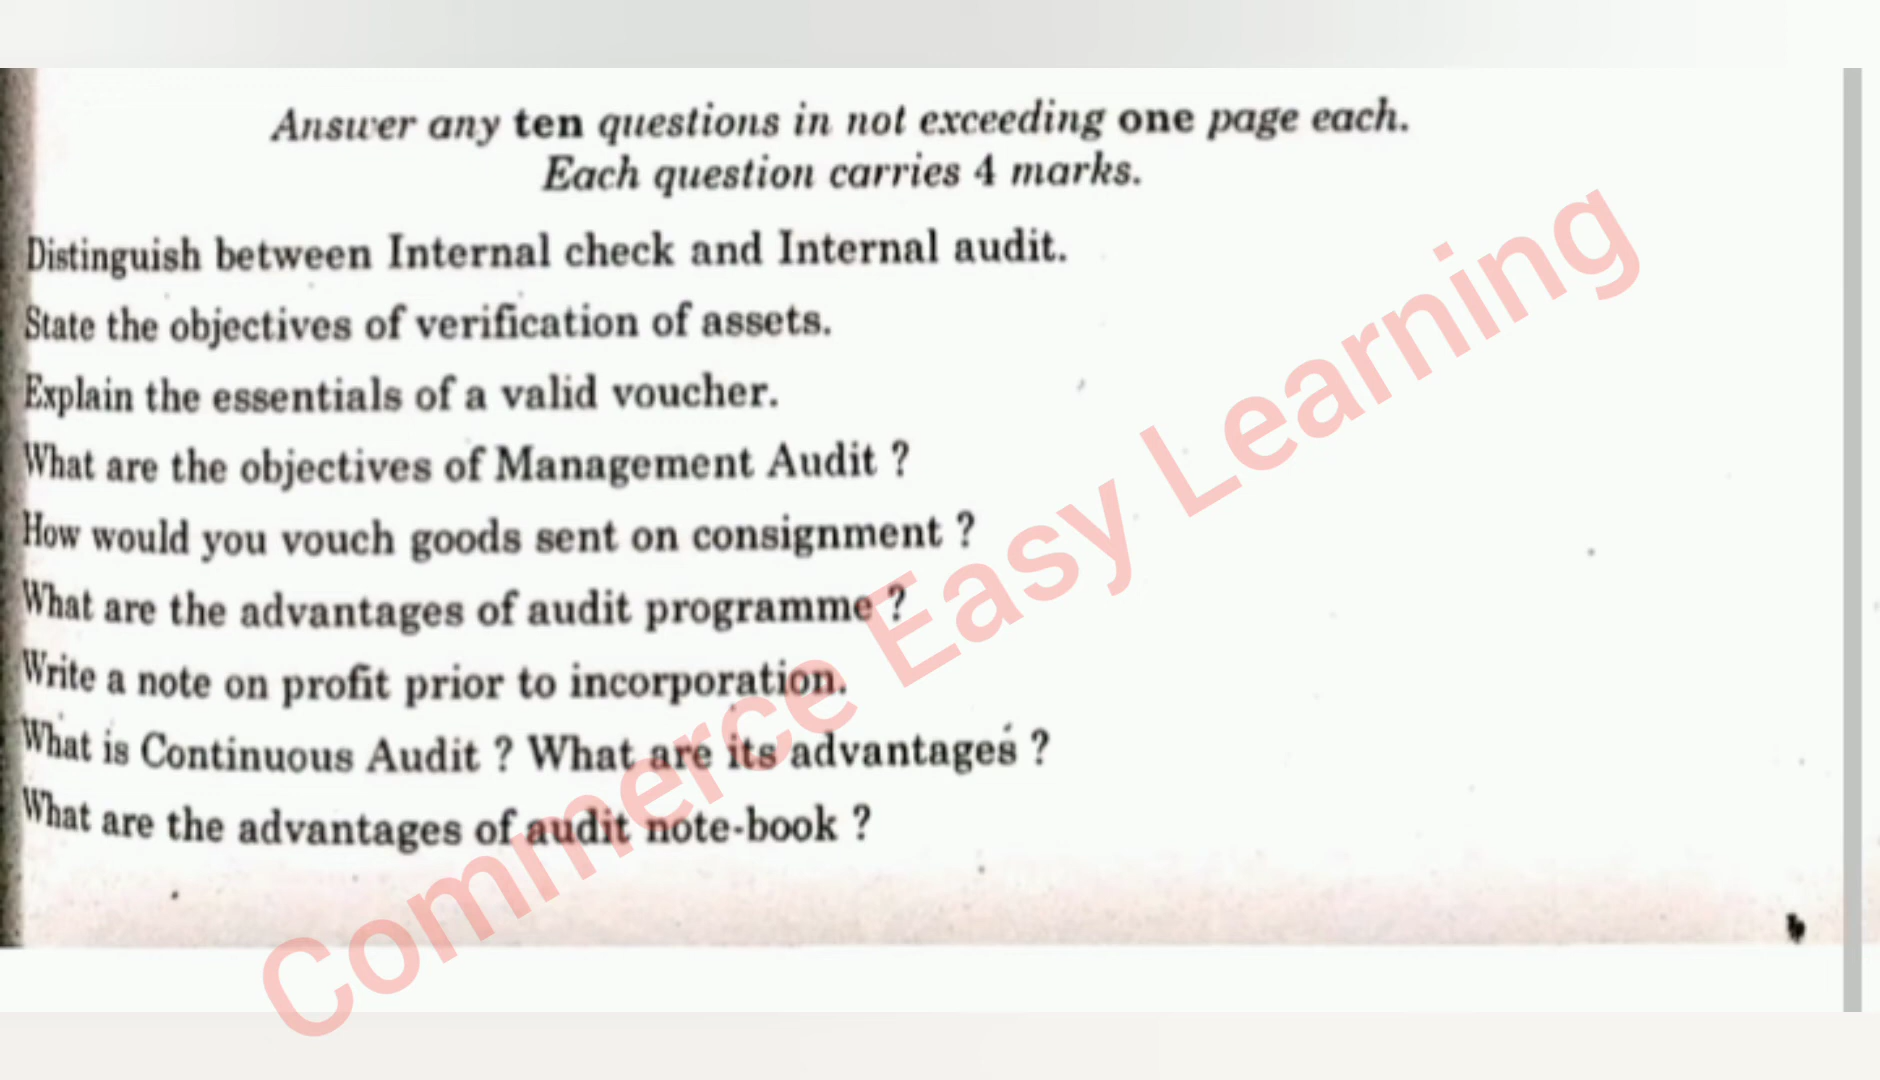 Answer any ten questions in not exceeding one page each.
Each question carries 4 marks.
Distinguish between Internal check and Internal audit.
State the objectives of verification of assets.
Explain the essentials of a valid voucher.
What are the objectives of Management Audit ?
How would you vouch goods sent on consignment ?
What are the advantages of audit programme ?
Write a note on profit prior to incorporation.
What is Continuous Audit ? What are its advantages ?
What are the advantages of audit note-book ?
Commerce Easy Learning